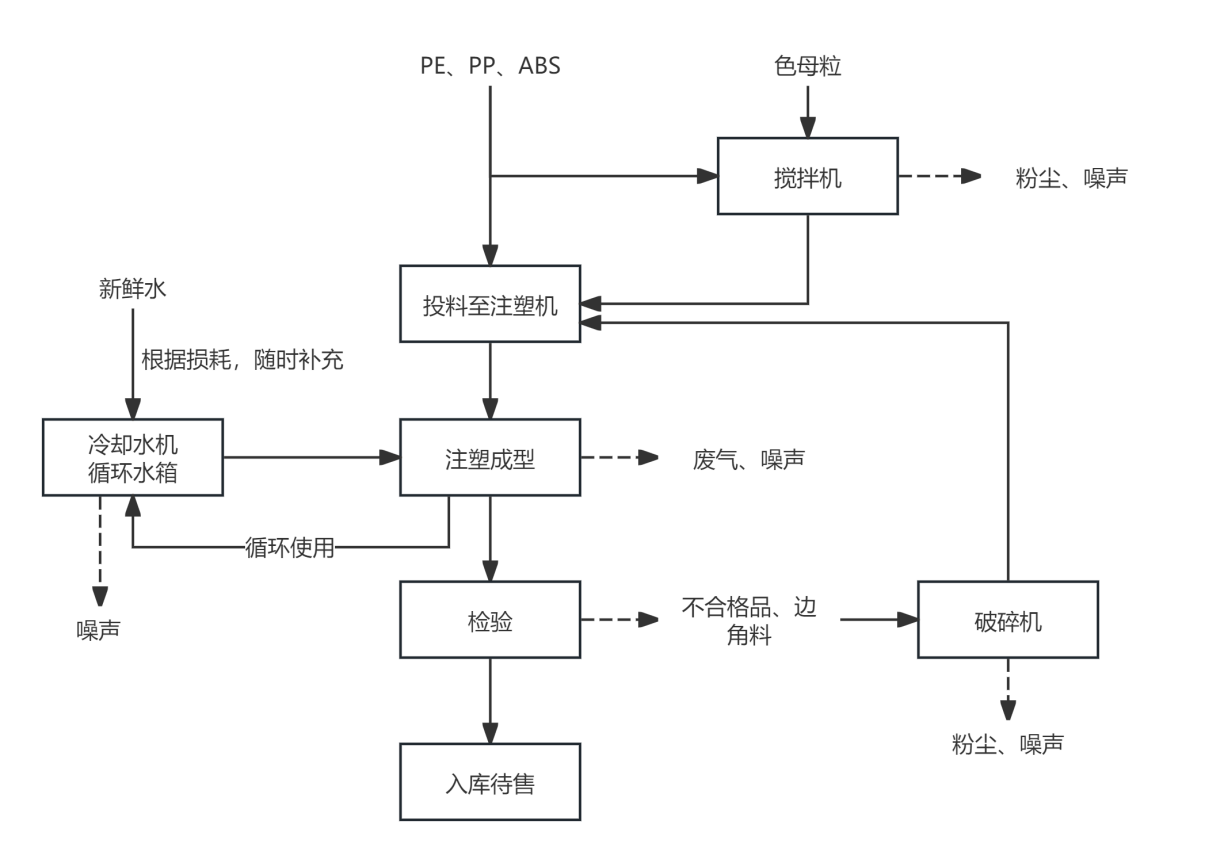 PE、PP、ABS
色母粒
搅拌机
粉尘、噪声
新鲜水
投料至注塑机
根据损耗，随时补充
冷却水机
循环水箱
注塑成型
废气、噪声
循环使用
不合格品、边
角料
检验
破碎机
噪声
粉尘、噪声
入库待售